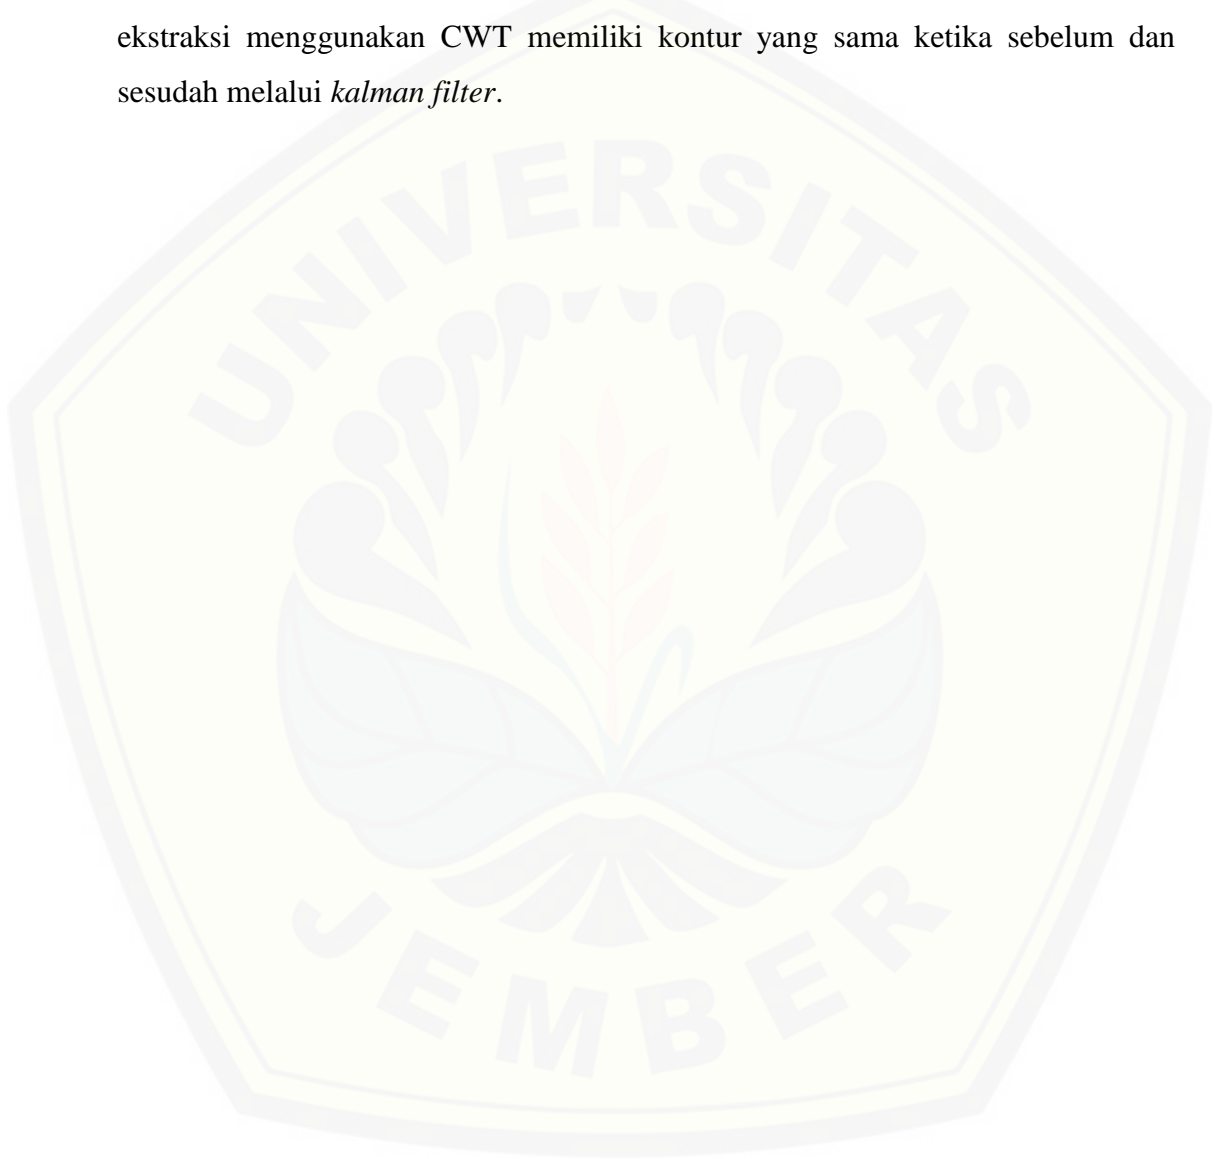 ekstraksi menggunakan CWT memiliki kontur yang sama ketika sebelum dan
sesudah melalui kalman filter.
UNIVERSITAS
JEMBER